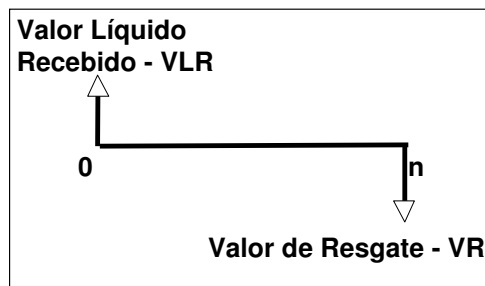 Valor Líquido
Recebido - VLR
0
n
Valor de Resgate - VR